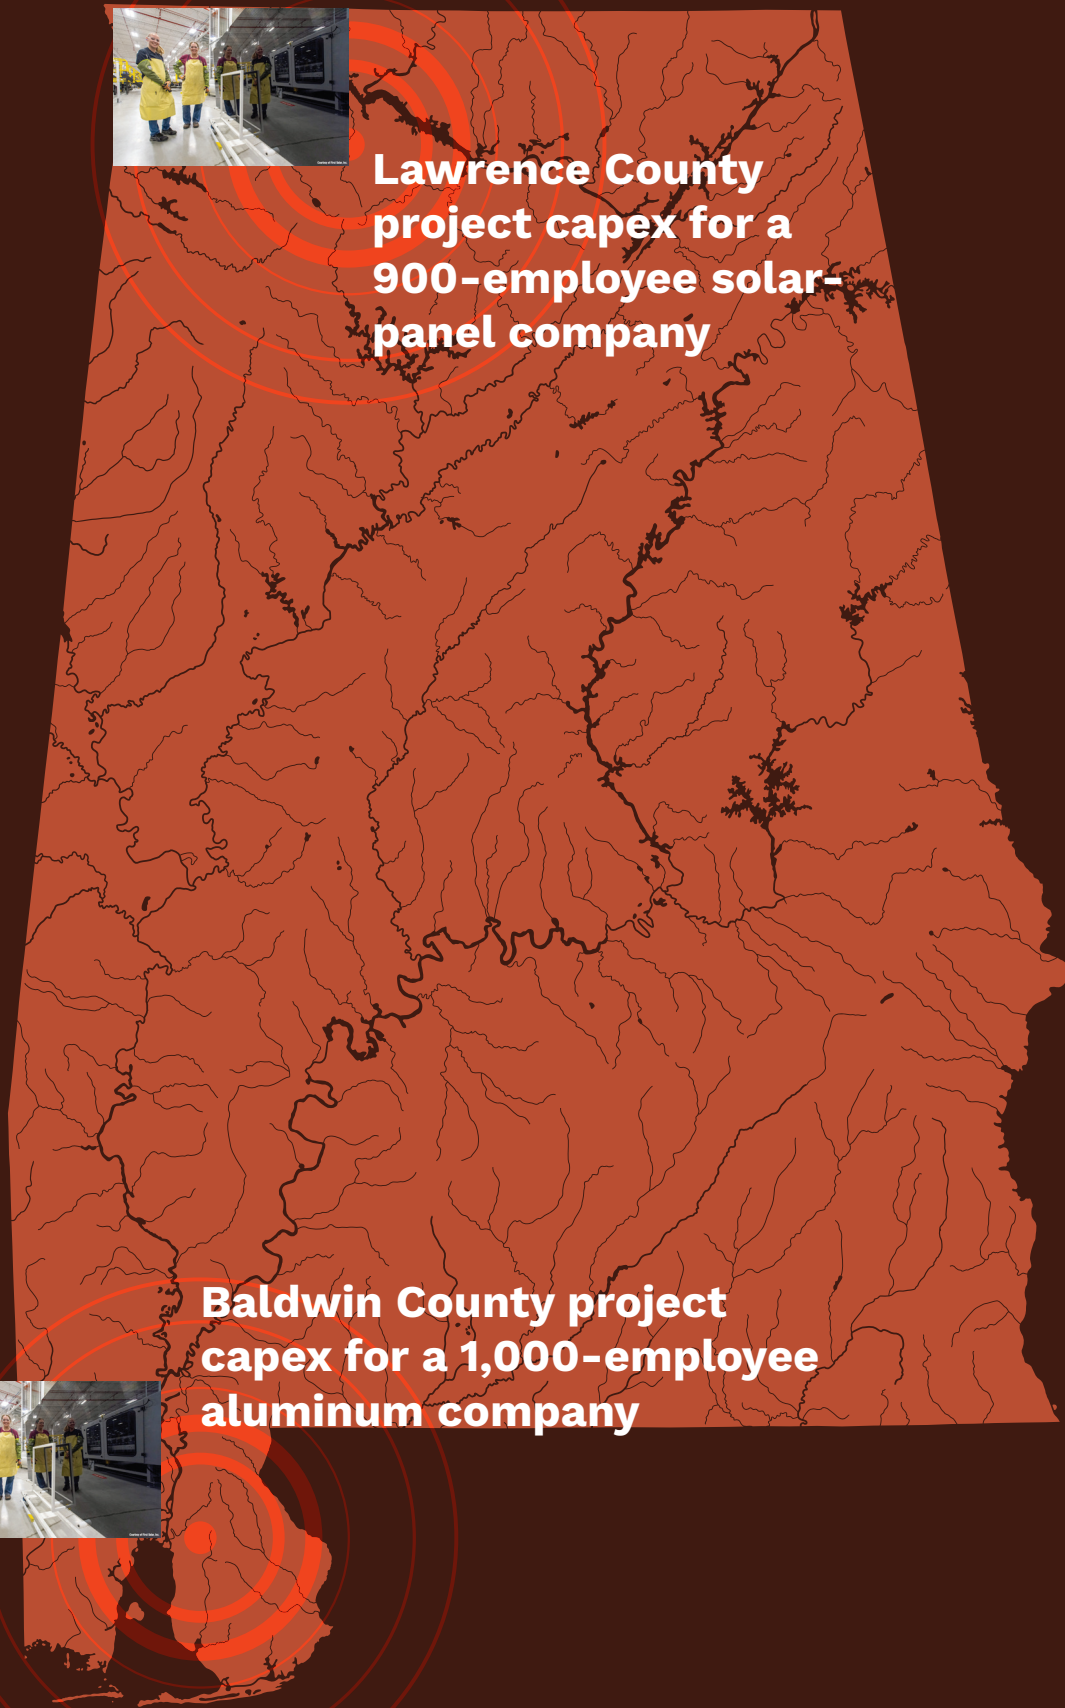 Lawrence County
project capex for a
900-employee solar-
panel company
Baldwin County project
capex for a 1,000-employee
aluminum company